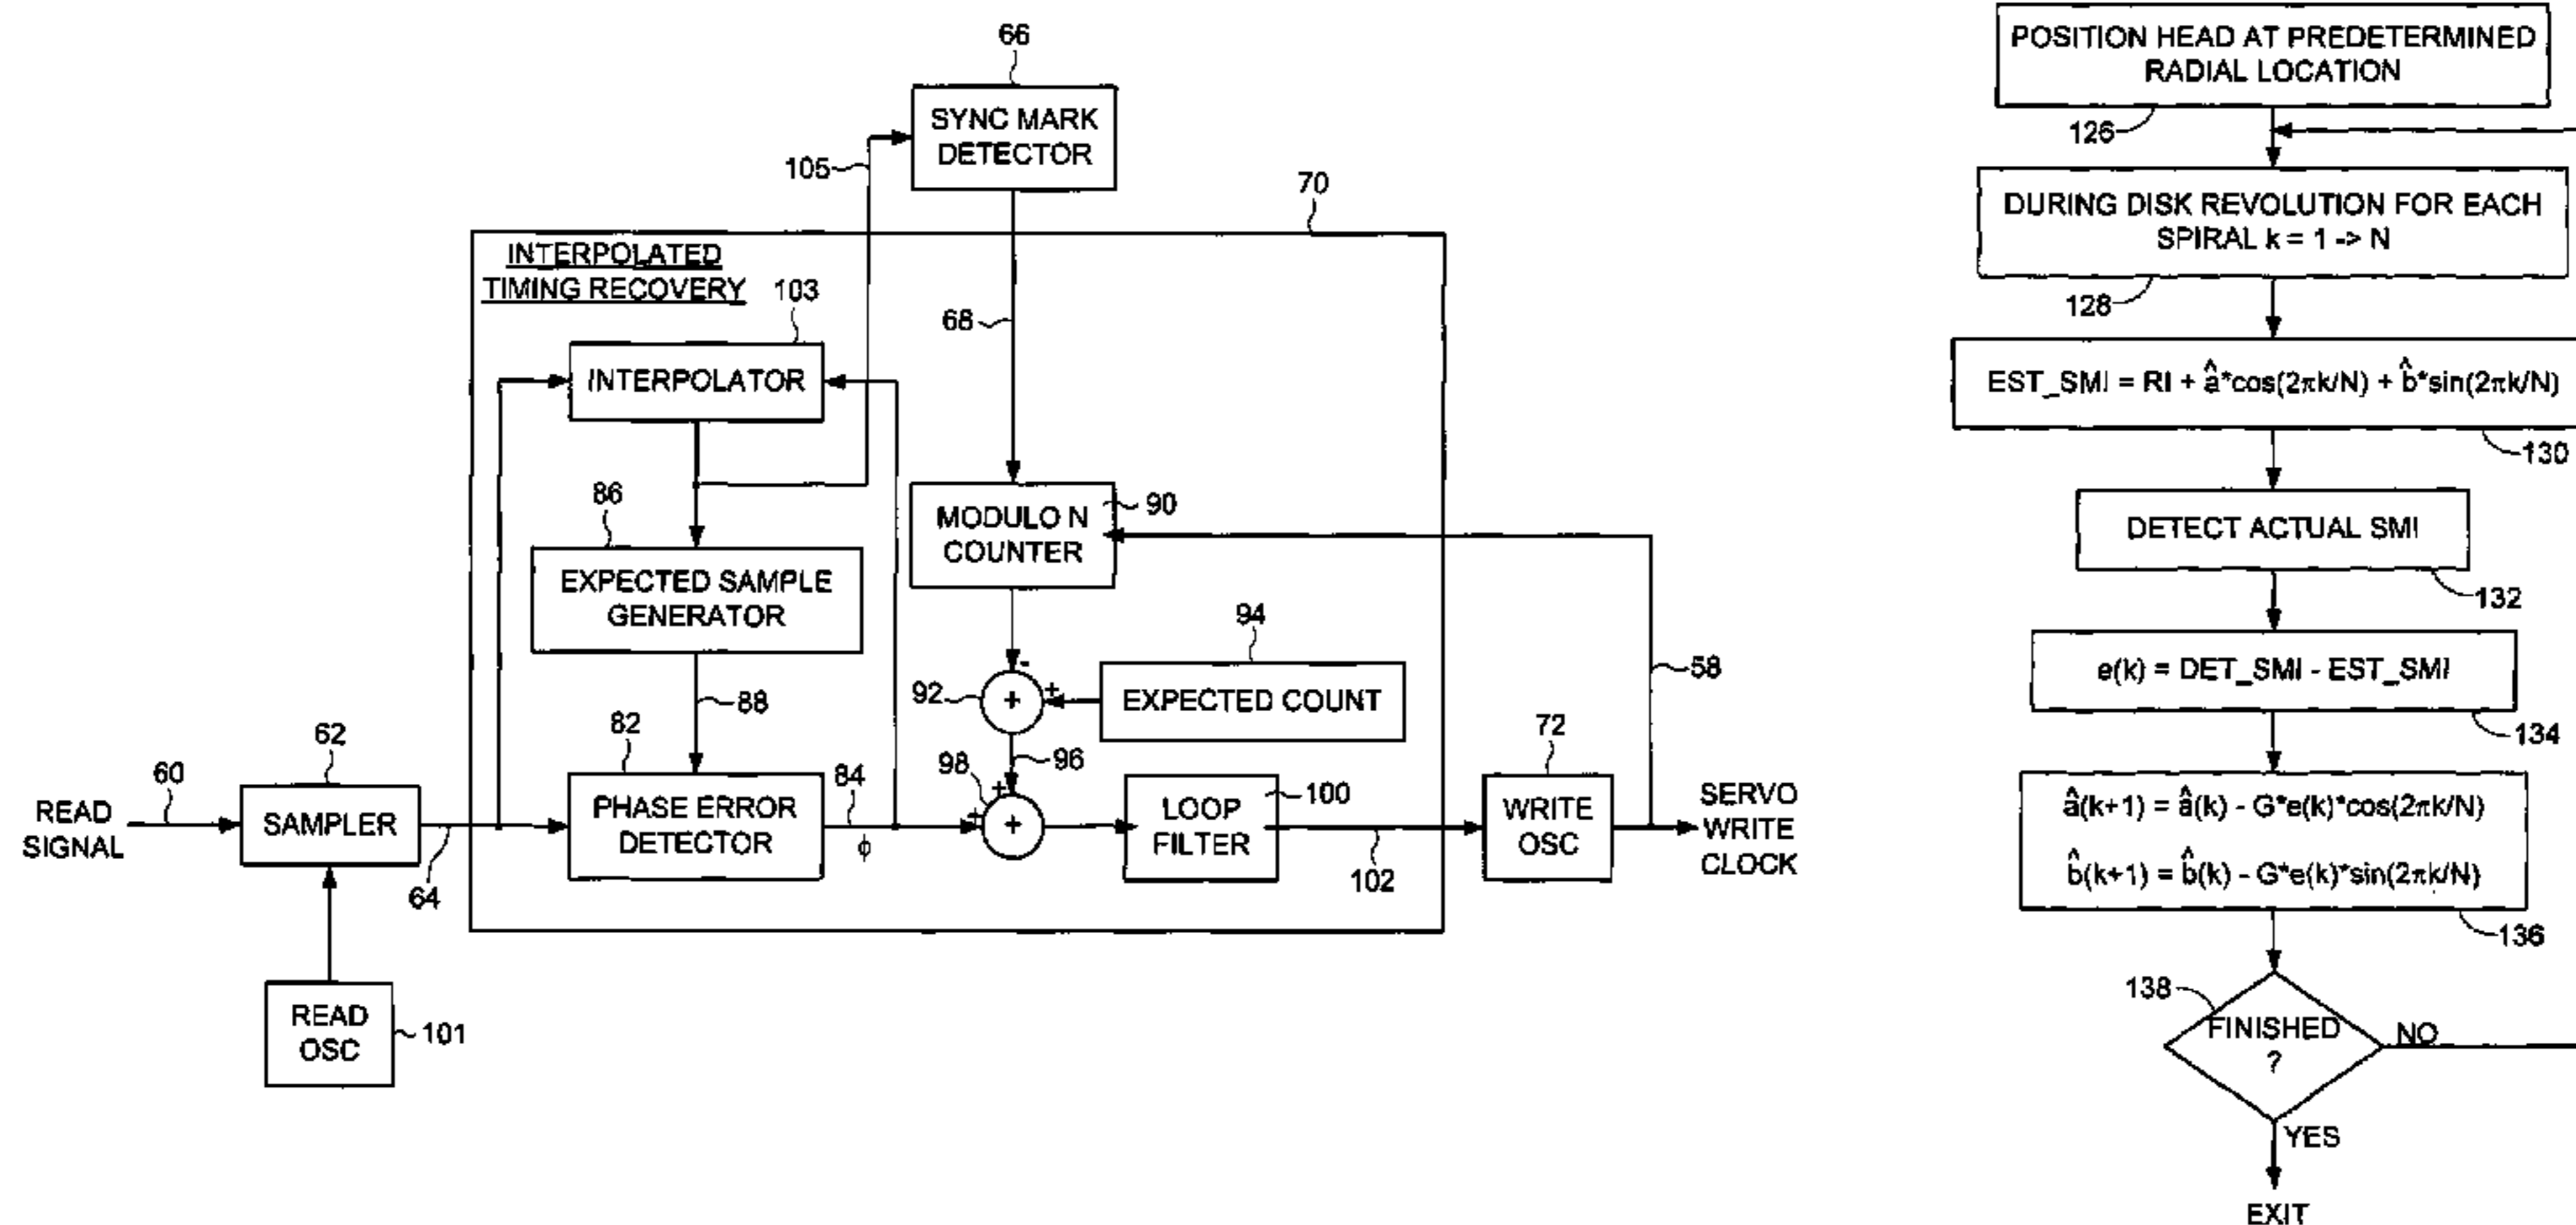 66
SYNC MARK
DETECTOR
105
70
INTERPOLATED
TIMING RECOVERY
103
68
INTERPOLATOR
86
MODULO N
COUNTER
90
EXPECTED SAMPLE
GENERATOR
94
-
92
+
+
EXPECTED COUNT
58
88
82
96
72
60
62
98
+
84
+
READ
SIGNAL
SAMPLER
PHASE ERROR
DETECTOR
+
LOOP
FILTER
100
WRITE
OSC
SERVO
WRITE
CLOCK
ϕ
64
102
READ
OSC
101
POSITION HEAD AT PREDETERMINED
RADIAL LOCATION
126
DURING DISK REVOLUTION FOR EACH
SPIRAL k = 1 -> N
128
EST_SMI = RI + â*cos(2πk/N) + b̂*sin(2πk/N)
130
DETECT ACTUAL SMI
132
e(k) = DET_SMI - EST_SMI
134
â(k+1) = â(k) - G*e(k)*cos(2πk/N)
b̂(k+1) = b̂(k) - G*e(k)*sin(2πk/N)
136
138
FINISHED
?
NO
YES
EXIT